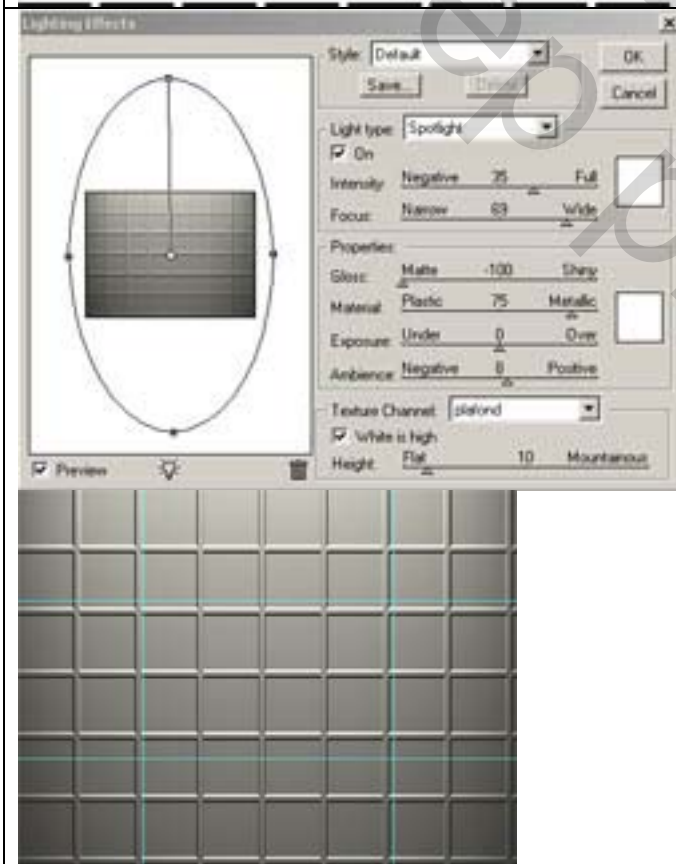 Lighting Effects
Style: Default
OK
Save...
Delete
Cancel
Light type: Spotlight
On
Intensity: Negative 35 Full
Focus: Narrow 69 Wide
Properties:
Gloss: Matte -100 Shiny
Material: Plastic 75 Metallic
Exposure: Under 0 Over
Ambience: Negative 8 Positive
Texture Channel: plafond
White is high
Height: Flat 10 Mountainous
Preview